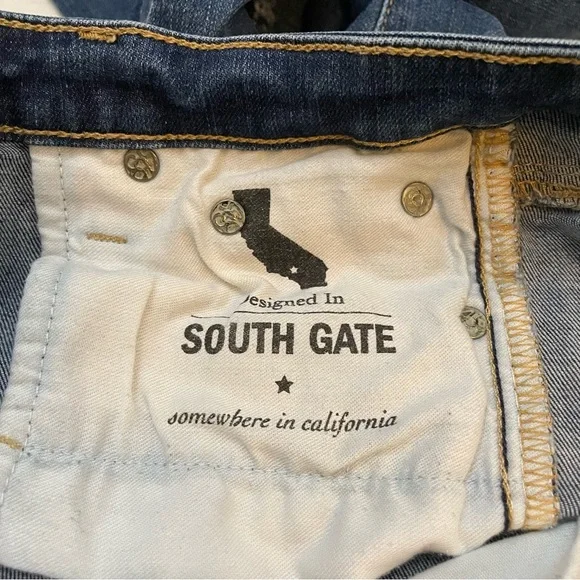 Designed In
SOUTH GATE
somewhere in california